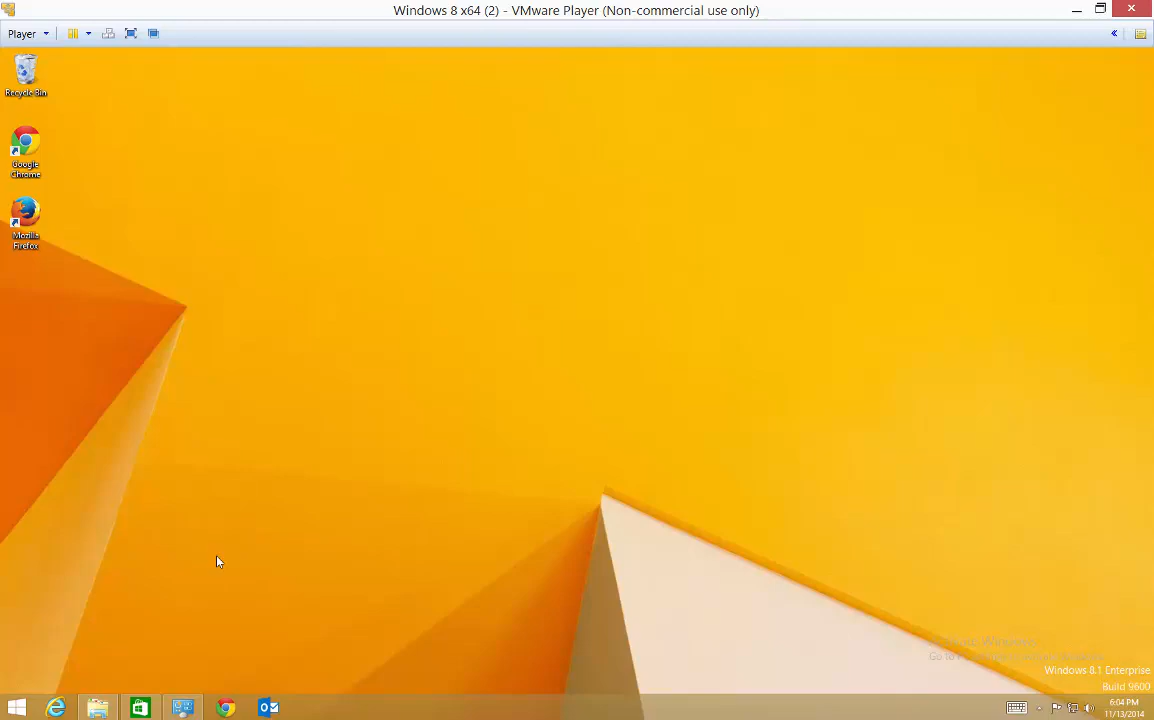 Windows 8 x64 (2) - VMware Player (Non-commercial use only)
Player
Recycle Bin
Google
Chrome
Mozilla
Firefox
Windows 8.1 Enterprise
Build 9600
6:04 PM
11/13/2014